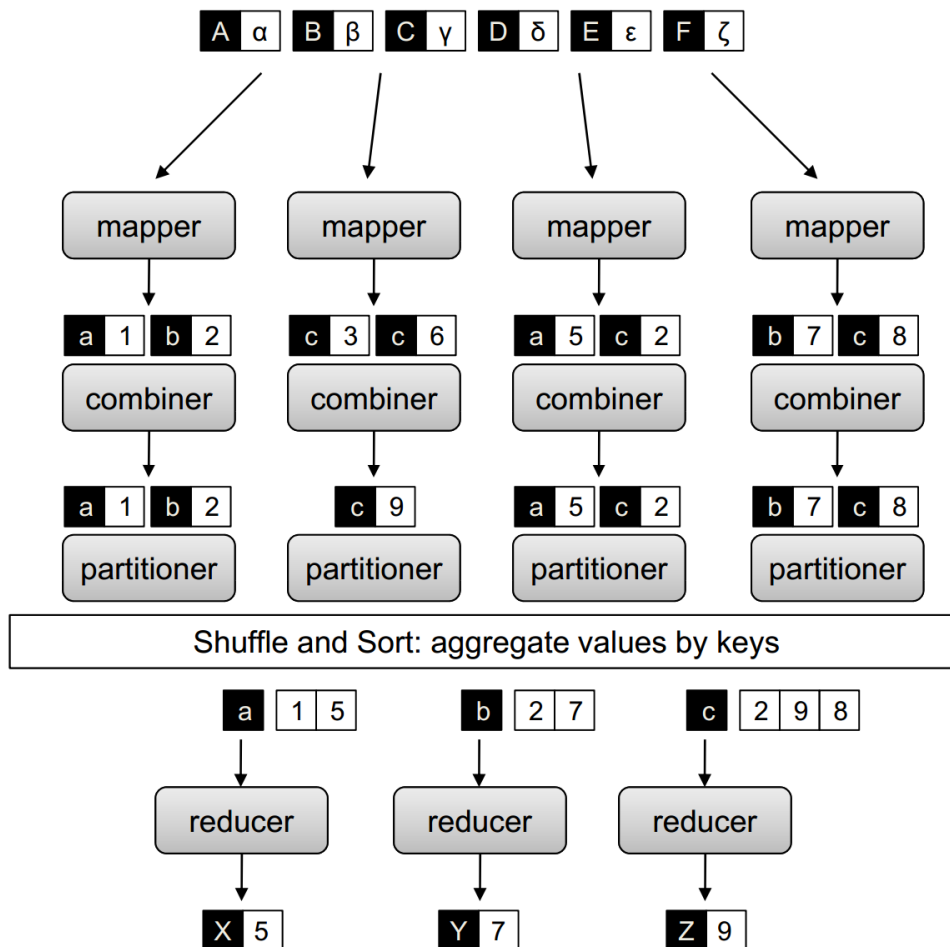 A α B β C γ D δ E ε F ζ
mapper mapper mapper mapper
a 1 b 2 c 3 c 6 a 5 c 2 b 7 c 8
combiner combiner combiner combiner
a 1 b 2 c 9 a 5 c 2 b 7 c 8
partitioner partitioner partitioner partitioner
Shuffle and Sort: aggregate values by keys
a 1 5 b 2 7 c 2 9 8
reducer reducer reducer
X 5 Y 7 Z 9